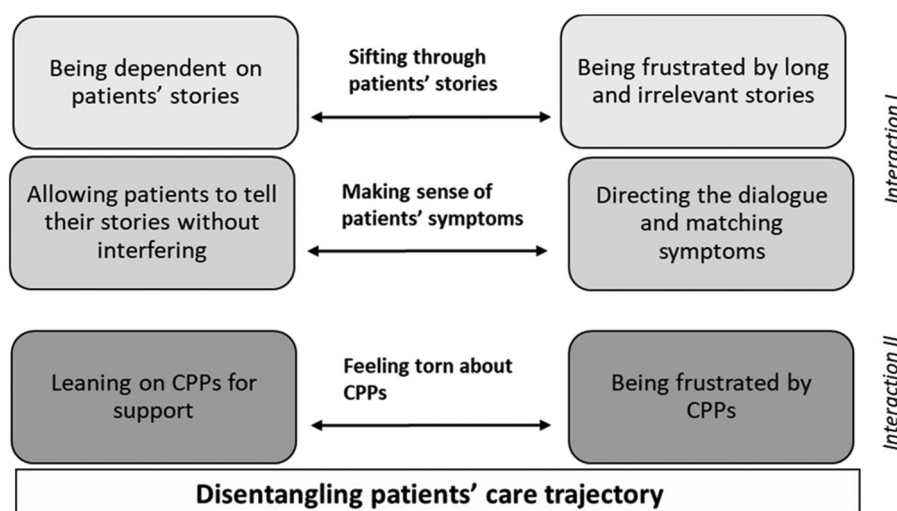 Being dependent on
patients' stories
Sifting through
patients' stories
Being frustrated by long
and irrelevant stories
Interaction I
Allowing patients to tell
their stories without
interfering
Making sense of
patients' symptoms
Directing the dialogue
and matching
symptoms
Leaning on CPPs for
support
Feeling torn about
CPPs
Being frustrated by
CPPs
Interaction II
Disentangling patients' care trajectory